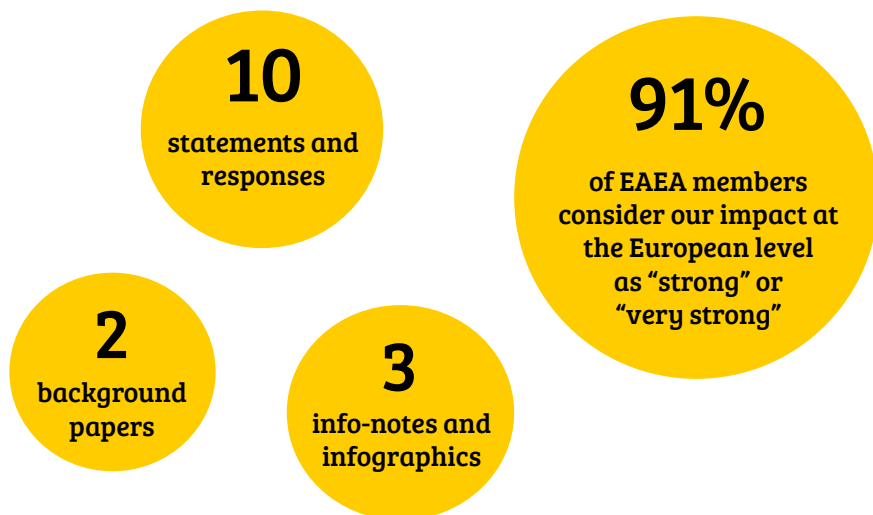 10
statements and
responses
91%
of EAEA members
consider our impact at
the European level
as “strong” or
“very strong”
2
background
papers
3
info-notes and
infographics